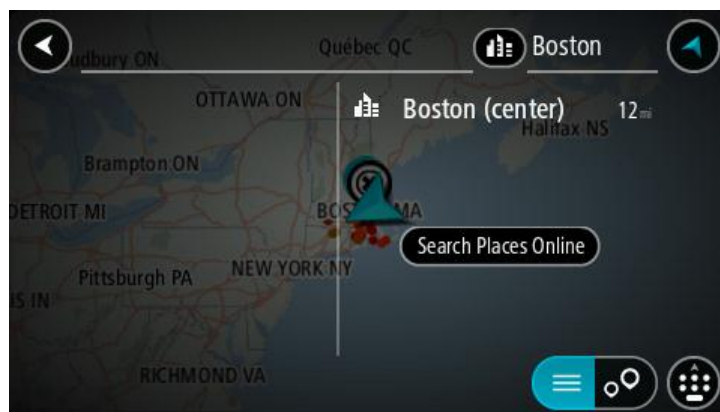 Boston
Québec QC
udbury ON
OTTAWA ON
Boston (center) 12 mi
Halifax NS
Brampton ON
DETROIT MI
BOS MA
Search Places Online
NEW YORK NY
Pittsburgh PA
S IN
RICHMOND VA